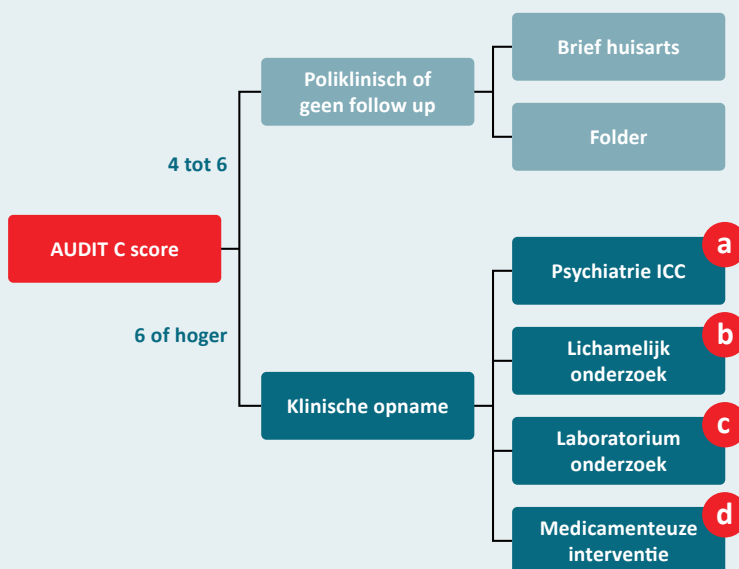 AUDIT C score
4 tot 6
Poliklinisch of
geen follow up
Brief huisarts
Folder
6 of hoger
Klinische opname
Psychiatrie ICC
a
Lichamelijk
onderzoek
b
Laboratorium
onderzoek
c
Medicamenteuze
interventie
d